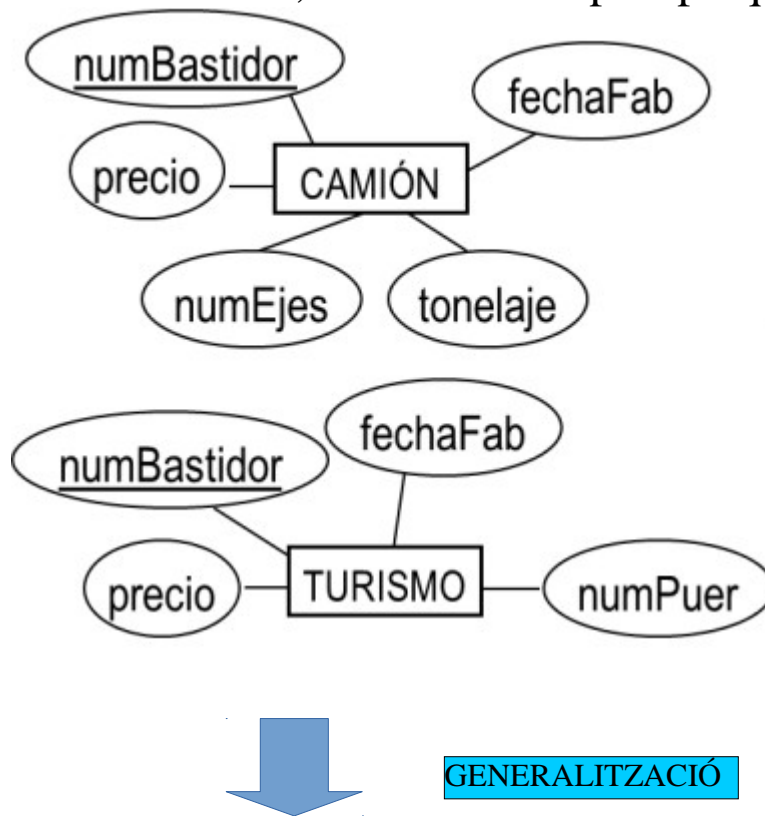 numBastidor
fechaFab
precio
CAMIÓN
numEjes
tonelaje
fechaFab
numBastidor
precio
TURISMO
numPuer
GENERALITZACIÓ